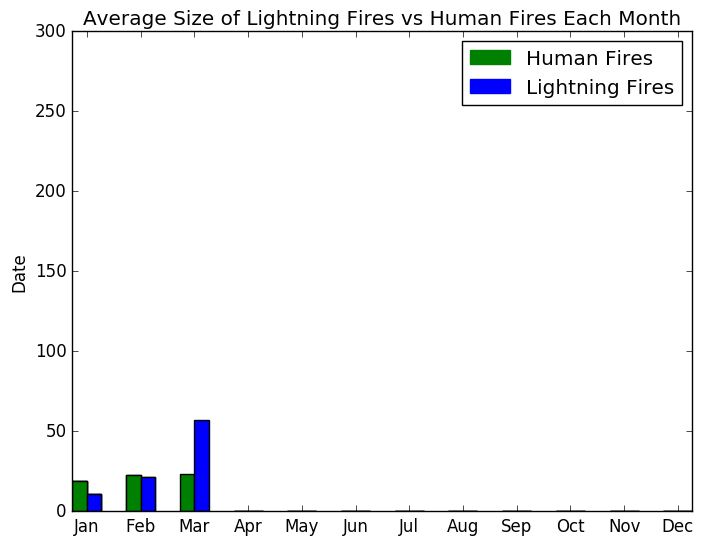 Average Size of Lightning Fires vs Human Fires Each Month
300
Human Fires
Lightning Fires
250
200
150
Date
100
50
0
Jan Feb Mar Apr May Jun Jul Aug Sep Oct Nov Dec